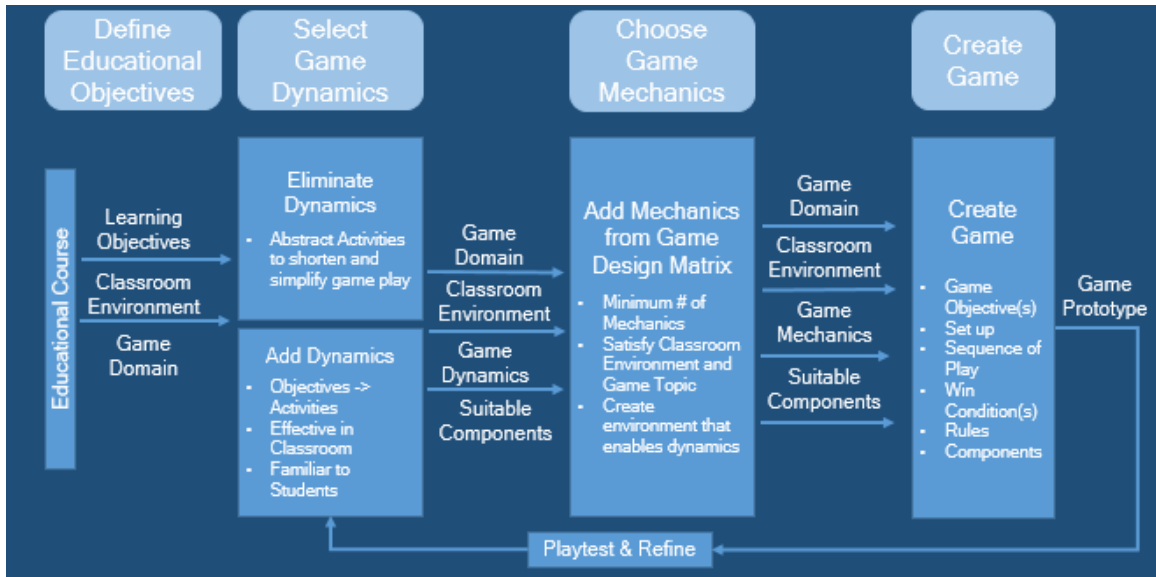 Define
Educational
Objectives
Select
Game
Dynamics
Choose
Game
Mechanics
Create
Game
Educational Course
Learning
Objectives
Classroom
Environment
Game
Domain
Eliminate
Dynamics
• Abstract Activities
to shorten and
simplify game play
Add Dynamics
• Objectives ->
Activities
• Effective in
Classroom
• Familiar to
Students
Game
Domain
Classroom
Environment
Game
Dynamics
Suitable
Components
Add Mechanics
from Game
Design Matrix
• Minimum # of
Mechanics
• Satisfy Classroom
Environment and
Game Topic
• Create
environment that
enables dynamics
Game
Domain
Classroom
Environment
Game
Mechanics
Suitable
Components
Create
Game
• Game
Objective(s)
• Set up
• Sequence of
Play
• Win
Condition(s)
• Rules
• Components
Game
Prototype
Playtest & Refine